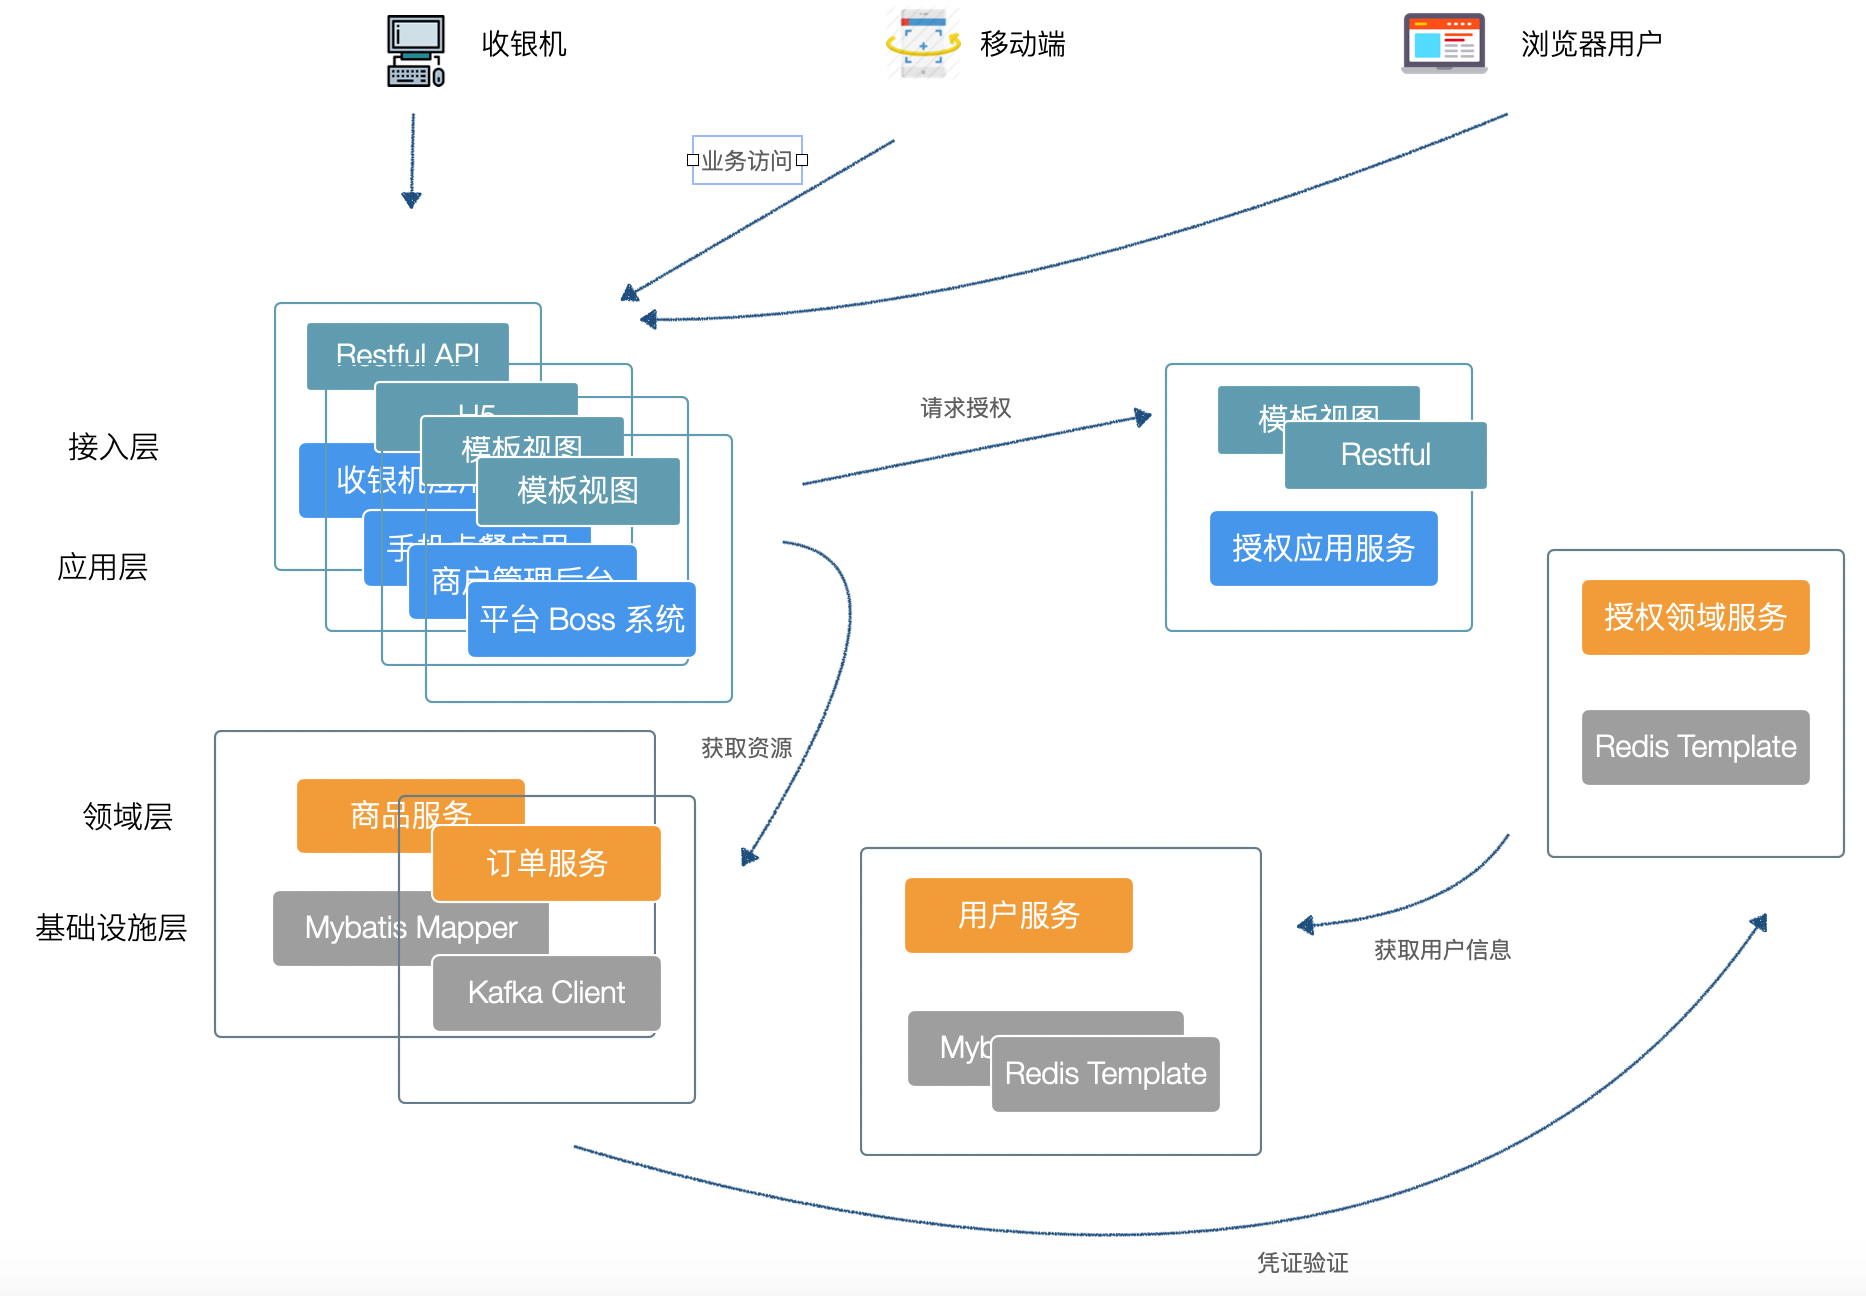 收银机
移动端
浏览器用户
业务访问
Restful API
H5
模板视图
模板视图
收银机应用
手机点餐应用
商户管理后台
平台 Boss 系统
接入层
应用层
请求授权
模板视图
Restful
授权应用服务
授权领域服务
Redis Template
获取资源
领域层
商品服务
订单服务
基础设施层
Mybatis Mapper
Kafka Client
用户服务
Myb
Redis Template
获取用户信息
凭证验证